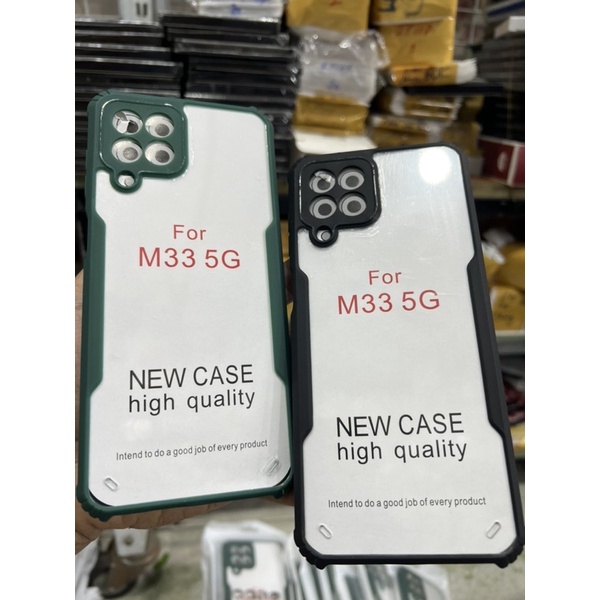 For
M33 5G
NEW CASE
high quality
Intend to do a good job of every product
For
M33 5G
NEW CASE
high quality
Intend to do a good job of every product